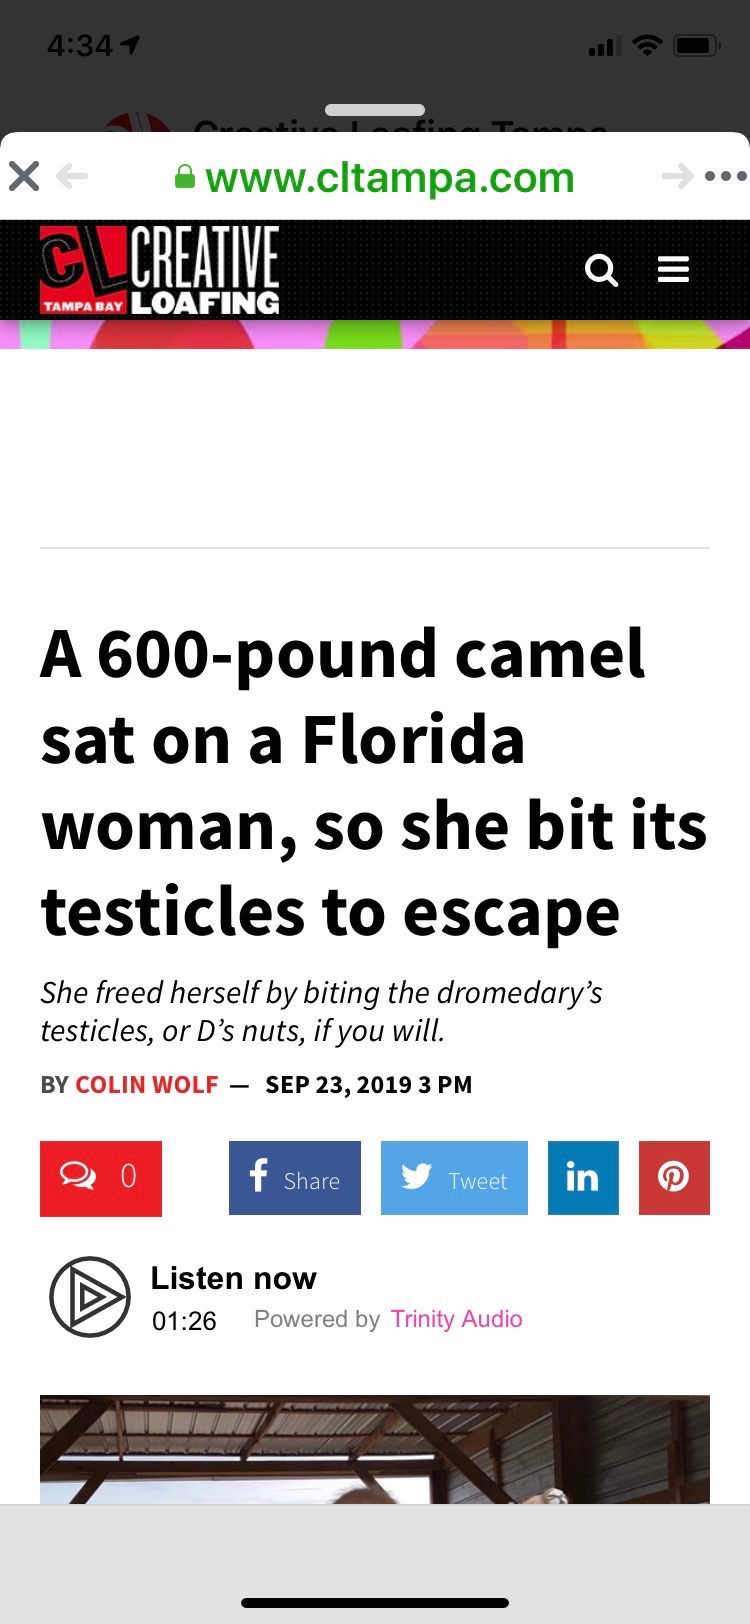 4:34
Creative Loafing Tampa
www.cltampa.com
CL CREATIVE
TAMPA BAY LOAFING
A 600-pound camel
sat on a Florida
woman, so she bit its
testicles to escape
She freed herself by biting the dromedary’s
testicles, or D’s nuts, if you will.
BY COLIN WOLF — SEP 23, 2019 3 PM
0 Share Tweet in
Listen now
01:26 Powered by Trinity Audio